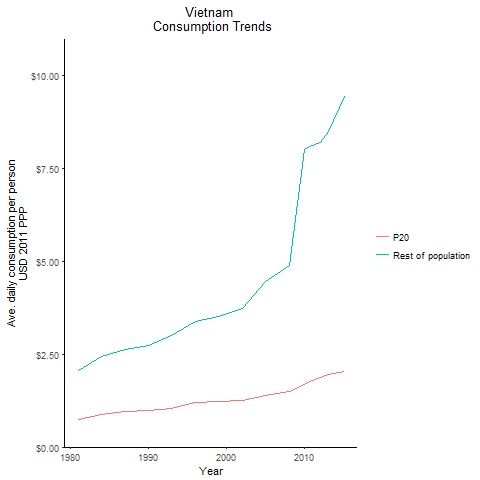 Vietnam
Consumption Trends
$10.00
$7.50
$5.00
$2.50
$0.00
Ave. daily consumption per person
USD 2011 PPP
1980
1990
2000
2010
Year
P20
Rest of population